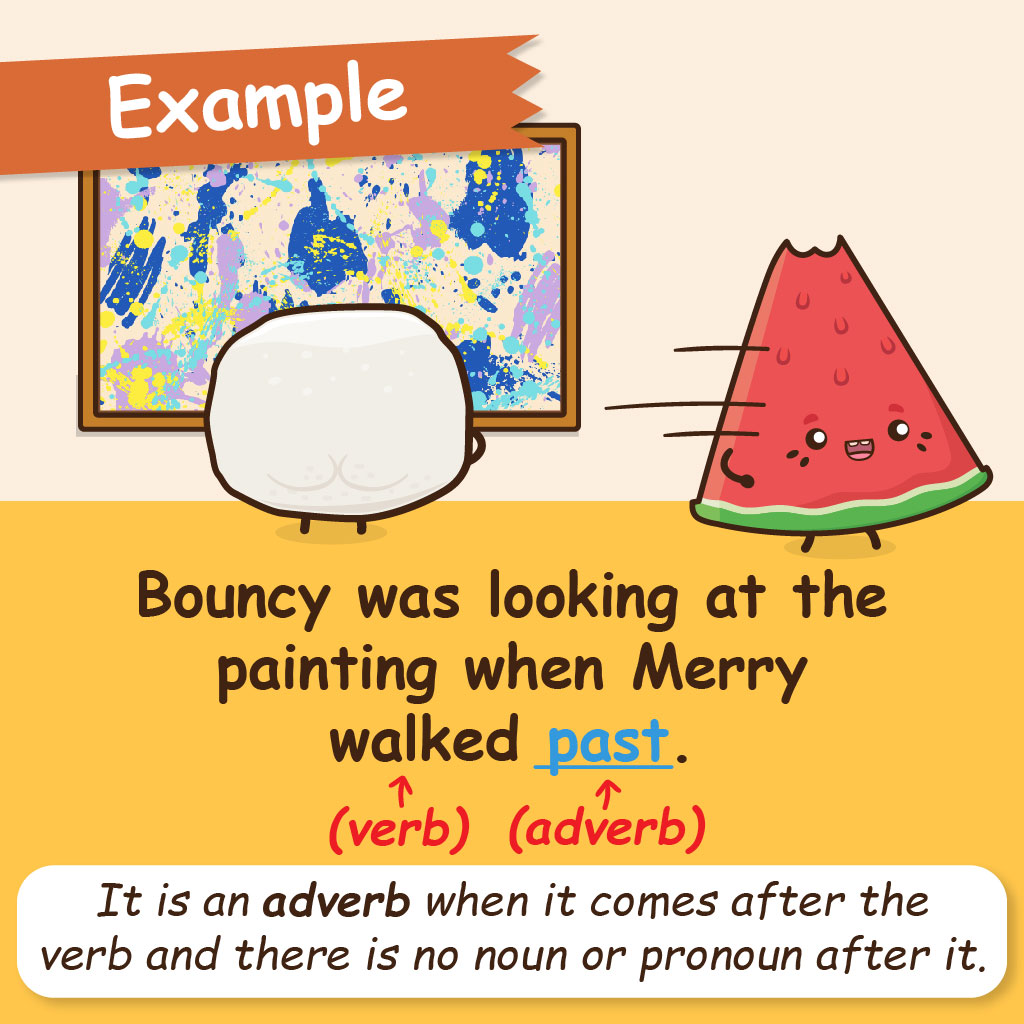 Example
Bouncy was looking at the
painting when Merry
walked past.
(verb) (adverb)
It is an adverb when it comes after the
verb and there is no noun or pronoun after it.